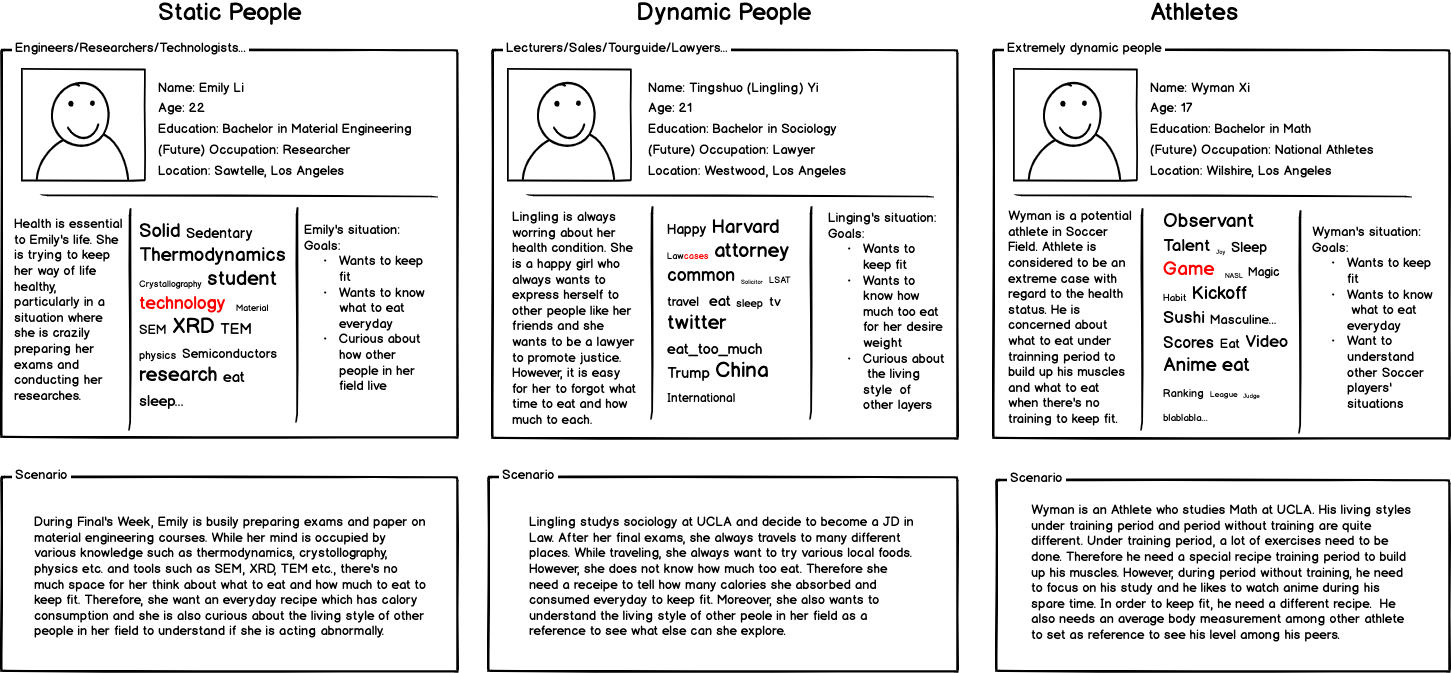 Static People
Engineers/Researchers/Technologists...
Name: Emily Li
Age: 22
Education: Bachelor in Material Engineering
(Future) Occupation: Researcher
Location: Sawtelle, Los Angeles
Health is essential
to Emily's life. She
is trying to keep
her way of life
healthy,
particularly in a
situation where
she is crazily
preparing her
exams and
conducting her
researches.
Solid Sedentary
Thermodynamics
Crystallography student
technology Material
SEM XRD TEM
physics Semiconductors
research eat
sleep...
Emily's situation:
Goals:
· Wants to keep
fit
· Wants to know
what to eat
everyday
· Curious about
how other
people in her
field live
Scenario
During Final's Week, Emily is busily preparing exams and paper on
material engineering courses. While her mind is occupied by
various knowledge such as thermodynamics, crystollography,
physics etc. and tools such as SEM, XRD, TEM etc., there's no
much space for her think about what to eat and how much to eat to
keep fit. Therefore, she want an everyday recipe which has calory
consumption and she is also curious about the living style of other
people in her field to understand if she is acting abnormally.
Dynamic People
Lecturers/Sales/Tourguide/Lawyers...
Name: Tingshuo (Lingling) Yi
Age: 21
Education: Bachelor in Sociology
(Future) Occupation: Lawyer
Location: Westwood, Los Angeles
Lingling is always
worring about her
health condition. She
is a happy girl who
always wants to
express herself to
other people like her
friends and she
wants to be a lawyer
to promote justice.
However, it is easy
for her to forgot what
time to eat and how
much to each.
Happy Harvard
Lawcases attorney
common Solicitor LSAT
travel eat sleep tv
twitter
eat_too_much
Trump China
International
Linging's situation:
Goals:
· Wants to
keep fit
· Wants to
know how
much too eat
for her desire
weight
· Curious about
the living
style of
other layers
Scenario
Lingling studys sociology at UCLA and decide to become a JD in
Law. After her final exams, she always travels to many different
places. While traveling, she always want to try various local foods.
However, she does not know how much too eat. Therefore she
need a receipe to tell how many calories she absorbed and
consumed everyday to keep fit. Moreover, she also wants to
understand the living style of other peole in her field as a
reference to see what else can she explore.
Athletes
Extremely dynamic people
Name: Wyman Xi
Age: 17
Education: Bachelor in Math
(Future) Occupation: National Athletes
Location: Wilshire, Los Angeles
Wyman is a potential
athlete in Soccer
Field. Athlete is
considered to be an
extreme case with
regard to the health
status. He is
concerned about
what to eat under
trainning period to
build up his muscles
and what to eat
when there's no
training to keep fit.
Observant
Talent Joy Sleep
Game NASL Magic
Habit Kickoff
Sushi Masculine...
Scores Eat Video
Anime eat
Ranking League Judge
blablabla...
Wyman's situation:
Goals:
· Wants to keep
fit
· Wants to know
what to eat
everyday
· Want to
understand
other Soccer
players'
situations
Scenario
Wyman is an Athlete who studies Math at UCLA. His living styles
under training period and period without training are quite
different. Under training period, a lot of exercises need to be
done. Therefore he need a special recipe training period to build
up his muscles. However, during period without training, he need
to focus on his study and he likes to watch anime during his
spare time. In order to keep fit, he need a different recipe. He
also needs an average body measurement among other athlete
to set as reference to see his level among his peers.